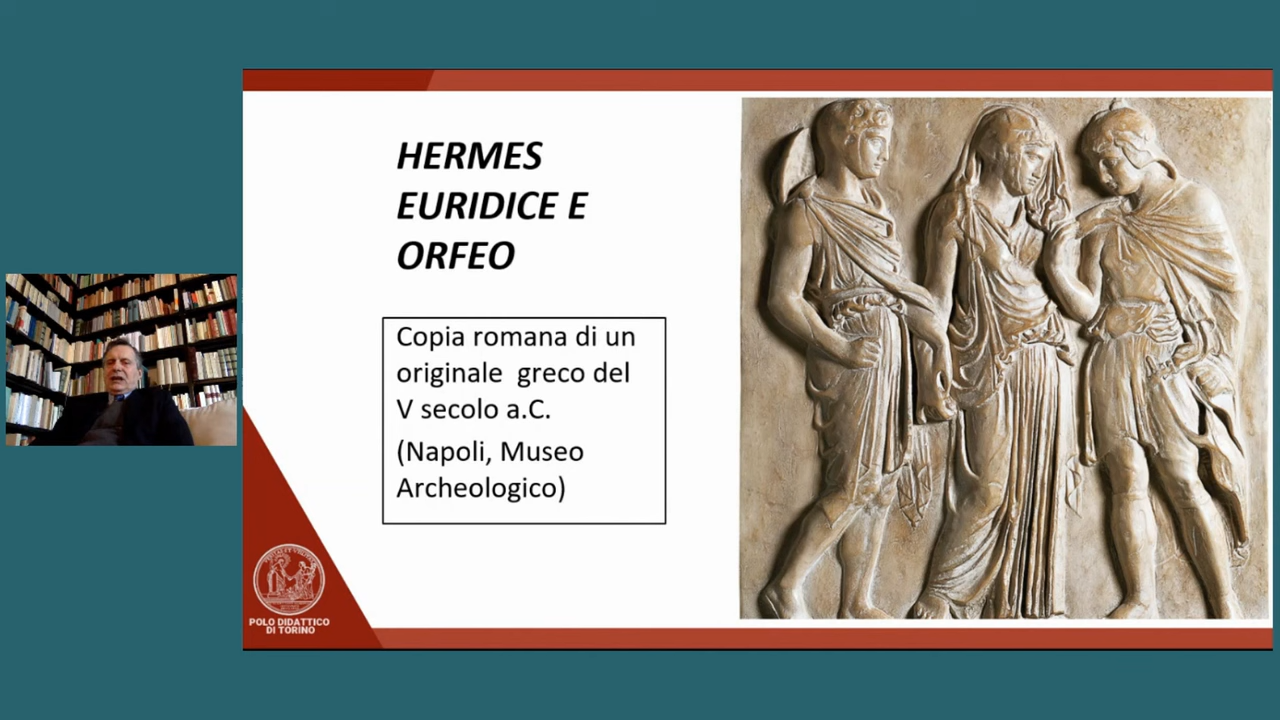 HERMES
EURIDICE E
ORFEO
Copia romana di un
originale greco del
V secolo a.C.
(Napoli, Museo
Archeologico)
POLO DIDATTICO
DI TORINO